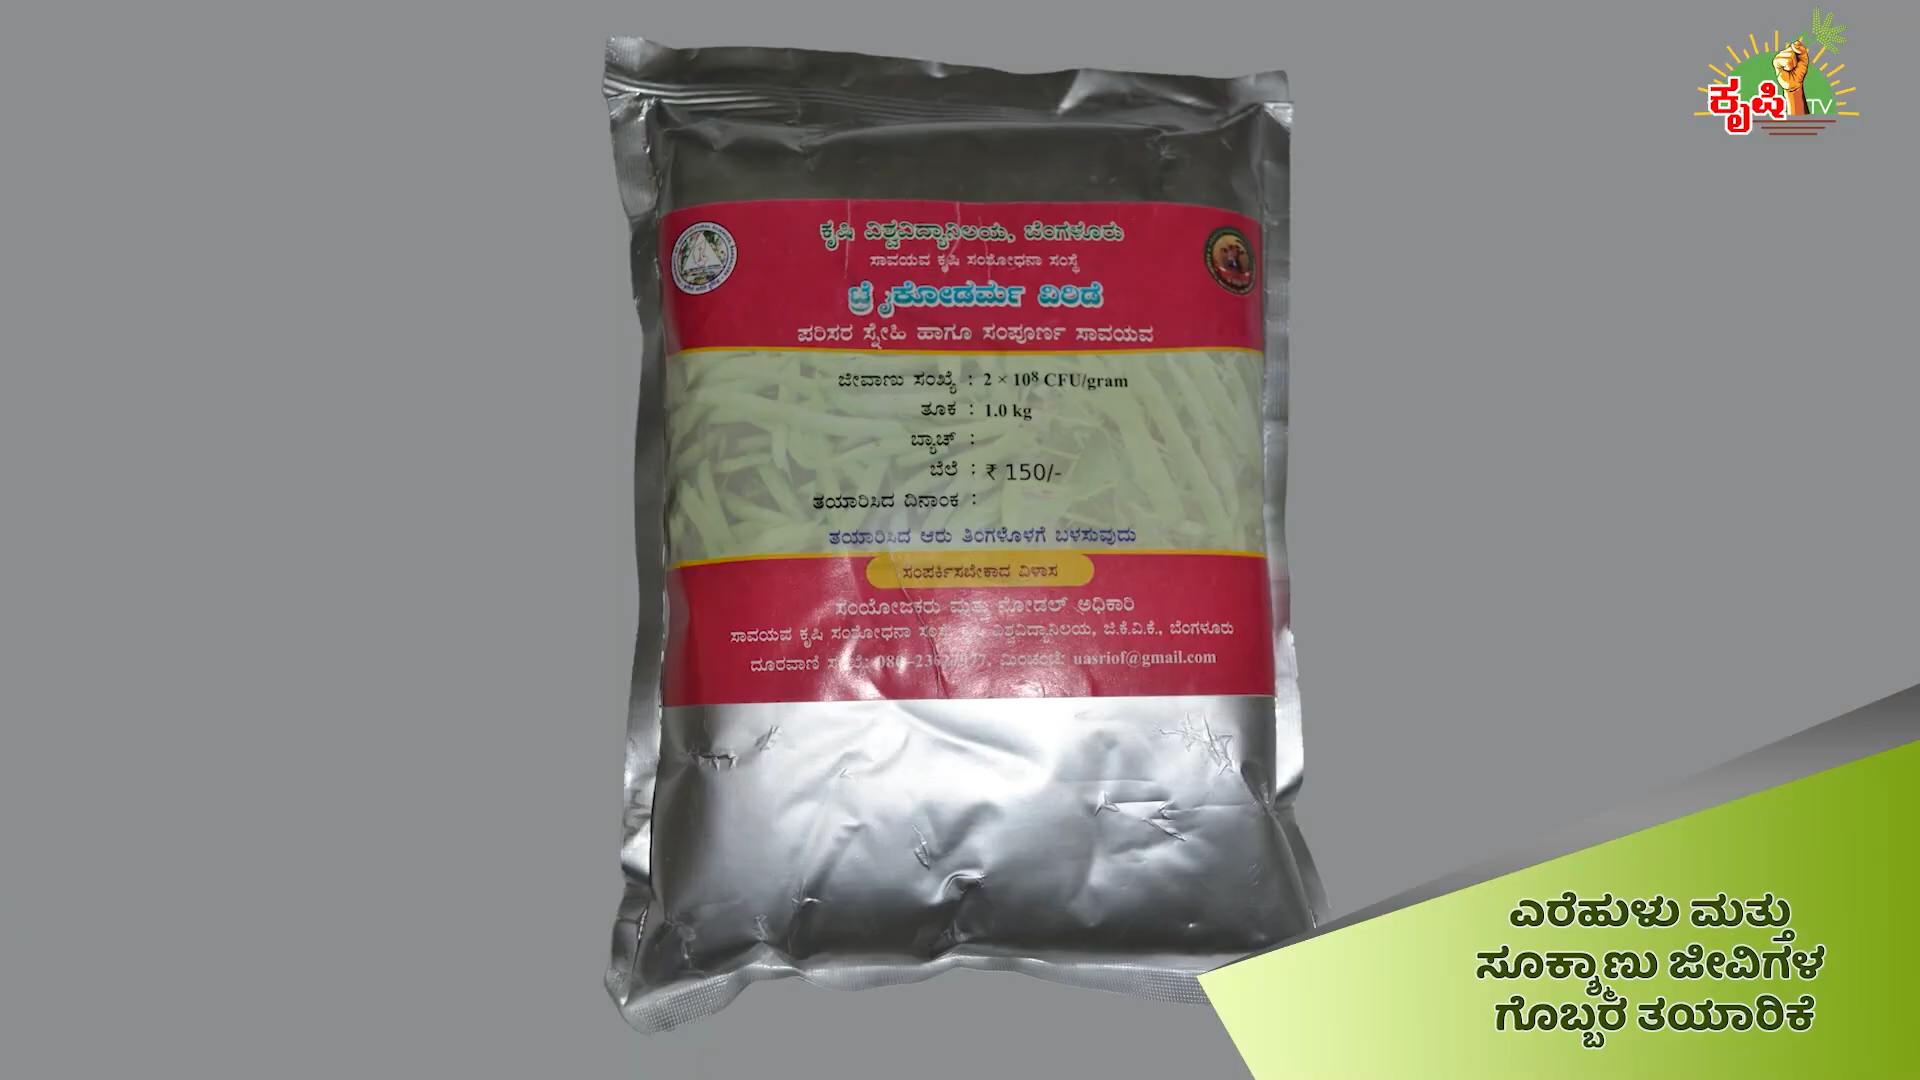 ಕೃಷಿ TV
ಕೃಷಿ ವಿಶ್ವವಿದ್ಯಾನಿಲಯ, ಬೆಂಗಳೂರು
ಸಾವಯವ ಕೃಷಿ ಸಂಶೋಧನಾ ಸಂಸ್ಥೆ
ಟ್ರೈಕೋಡರ್ಮ ವಿರಿಡೆ
ಪರಿಸರ ಸ್ನೇಹಿ ಹಾಗೂ ಸಂಪೂರ್ಣ ಸಾವಯವ
ಜೀವಾಣು ಸಂಖ್ಯೆ : 2 × 10⁸ CFU/gram
ತೂಕ : 1.0 kg
ಬ್ಯಾಚ್ :
ಬೆಲೆ : ₹ 150/-
ತಯಾರಿಸಿದ ದಿನಾಂಕ :
ತಯಾರಿಸಿದ ಆರು ತಿಂಗಳೊಳಗೆ ಬಳಸುವುದು
ಸಂಪರ್ಕಿಸಬೇಕಾದ ವಿಳಾಸ
ಸಂಯೋಜಕರು ಮತ್ತು ನೋಡಲ್ ಅಧಿಕಾರಿ
ಸಾವಯವ ಕೃಷಿ ಸಂಶೋಧನಾ ಸಂಸ್ಥೆ ಕೃಷಿ ವಿಶ್ವವಿದ್ಯಾನಿಲಯ, ಜಿ.ಕೆ.ವಿ.ಕೆ., ಬೆಂಗಳೂರು
ದೂರವಾಣಿ ಮಿಂಚಂಚೆ: uasriof@gmail.com
ಎರೆಹುಳು ಮತ್ತು
ಸೂಕ್ಷ್ಮಾಣು ಜೀವಿಗಳ
ಗೊಬ್ಬರ ತಯಾರಿಕೆ